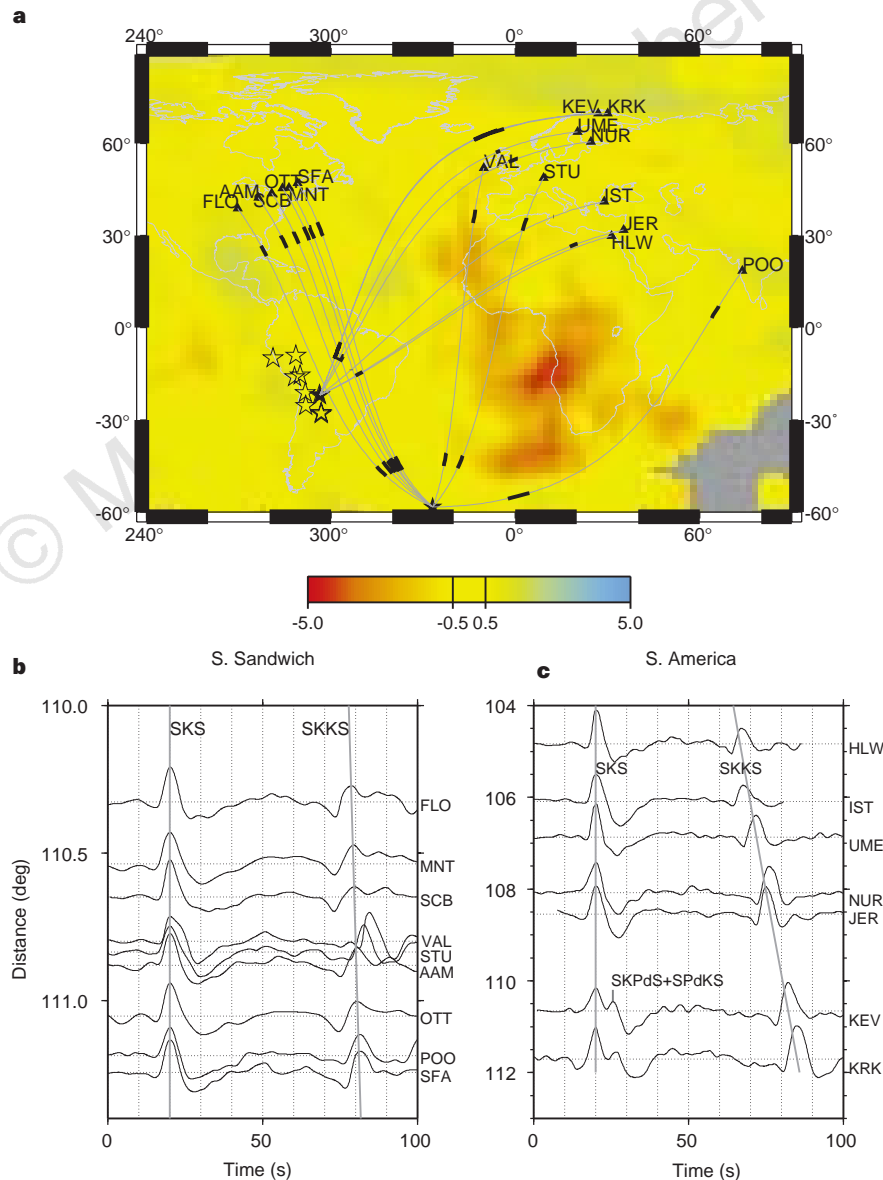 a
240° 300° 0° 60°
60° 60°
30° 30°
0° 0°
-30° -30°
-60° -60°
240° 300° 0° 60°
KEV KRK
UME
NUR
VAL
STU
SFA
OTT
AAM
MNT
FLO SCB
IST
JER
HLW
POO
-5.0 -0.5 0.5 5.0
b
S. Sandwich
Distance (deg)
110.0
110.5
111.0
SKS SKKS
FLO
MNT
SCB
VAL
STU
AAM
OTT
POO
SFA
0 50 100
Time (s)
c
S. America
104
106
108
110
112
SKS SKKS
SKPdS+SPdKS
HLW
IST
UME
NUR
JER
KEV
KRK
0 50 100
Time (s)
© M